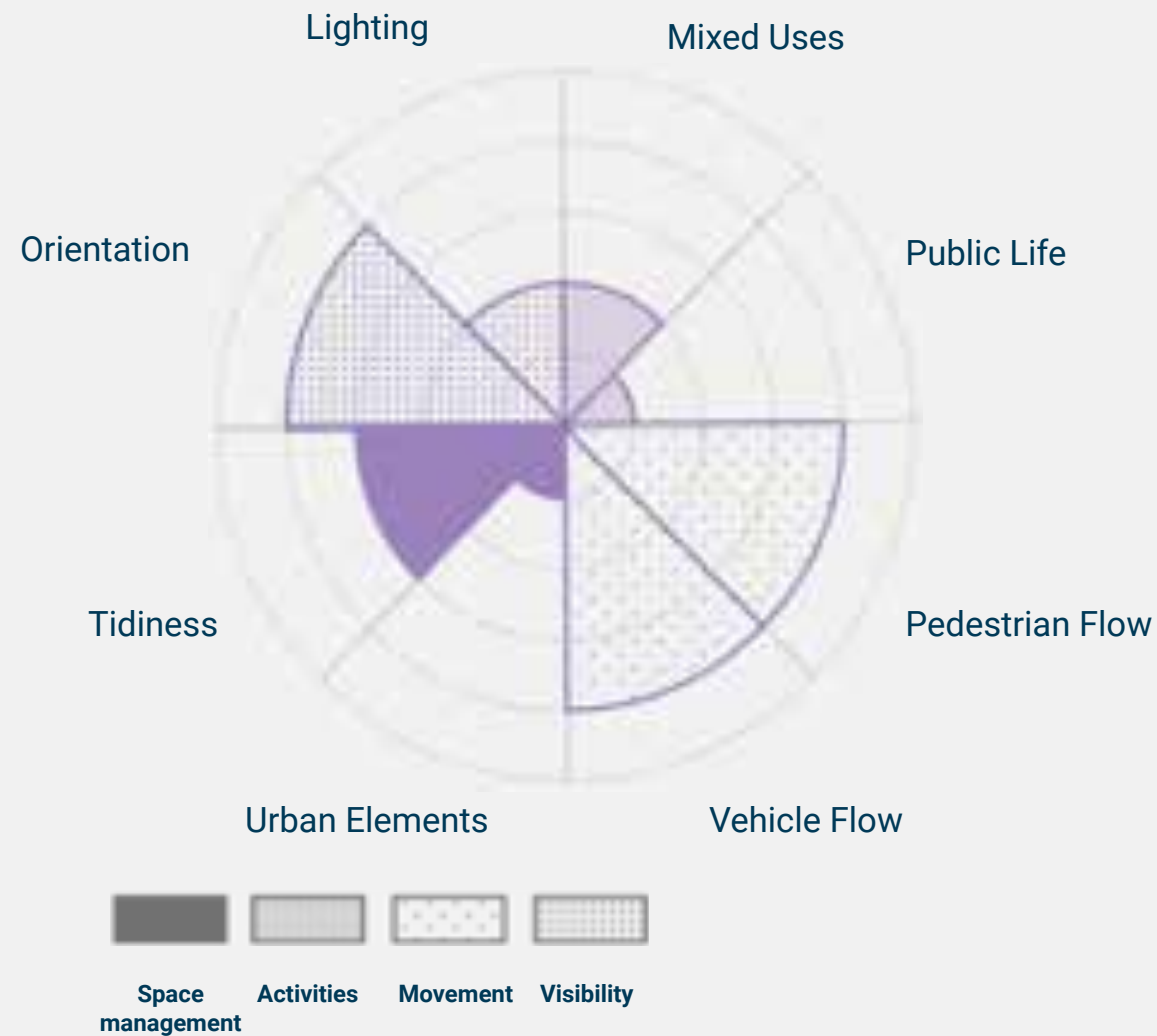 Lighting
Mixed Uses
Orientation
Public Life
Tidiness
Pedestrian Flow
Urban Elements
Vehicle Flow
Space
management
Activities
Movement
Visibility